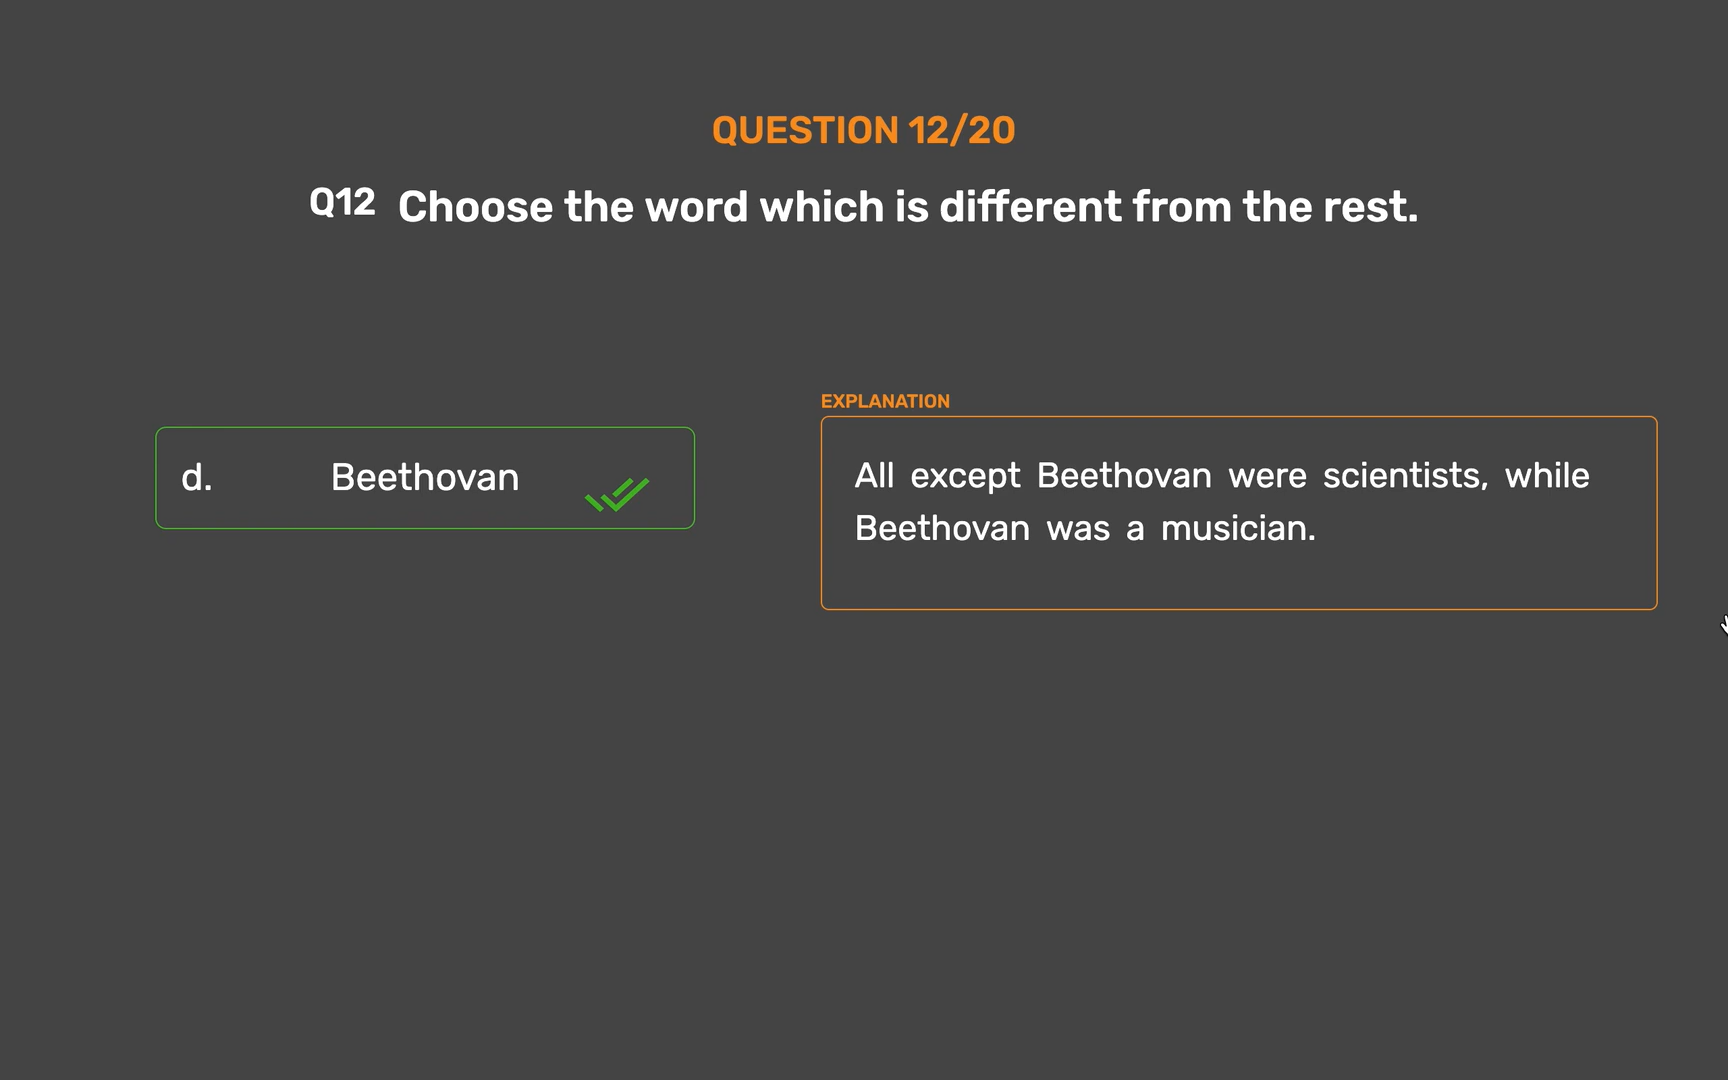 QUESTION 12/20
Q12 Choose the word which is different from the rest.
d. Beethovan
EXPLANATION
All except Beethovan were scientists, while
Beethovan was a musician.